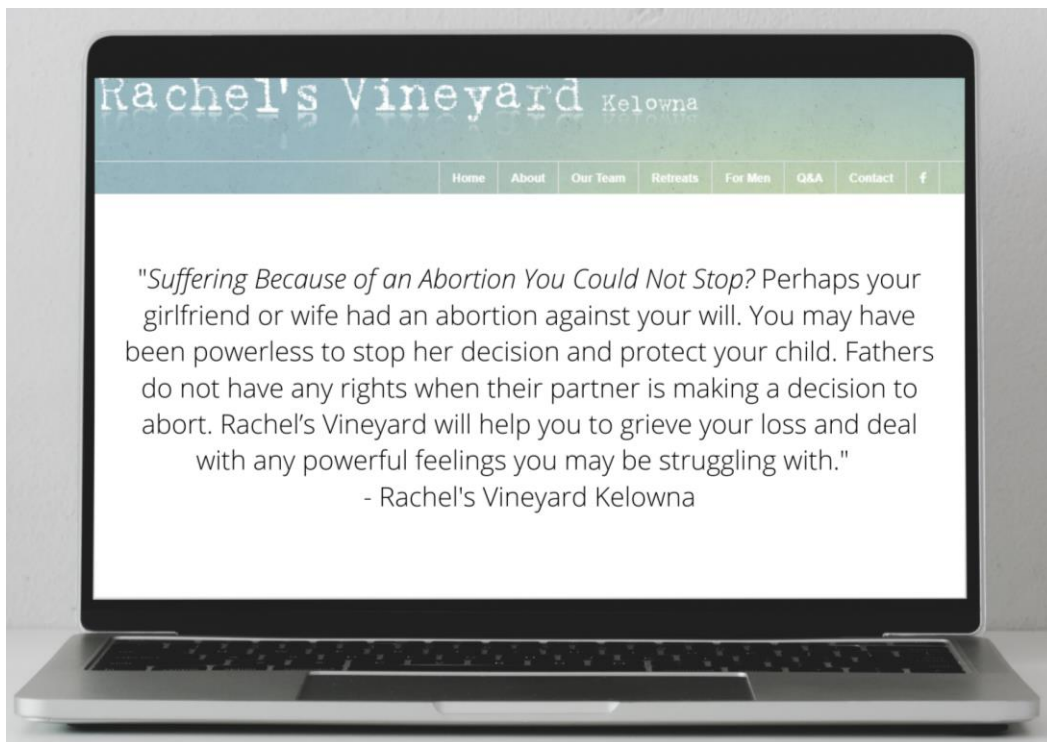 Rachel's Vineyard Kelowna
Home About Our Team Retreats For Men Q&A Contact f
"Suffering Because of an Abortion You Could Not Stop? Perhaps your
girlfriend or wife had an abortion against your will. You may have
been powerless to stop her decision and protect your child. Fathers
do not have any rights when their partner is making a decision to
abort. Rachel’s Vineyard will help you to grieve your loss and deal
with any powerful feelings you may be struggling with."
- Rachel's Vineyard Kelowna